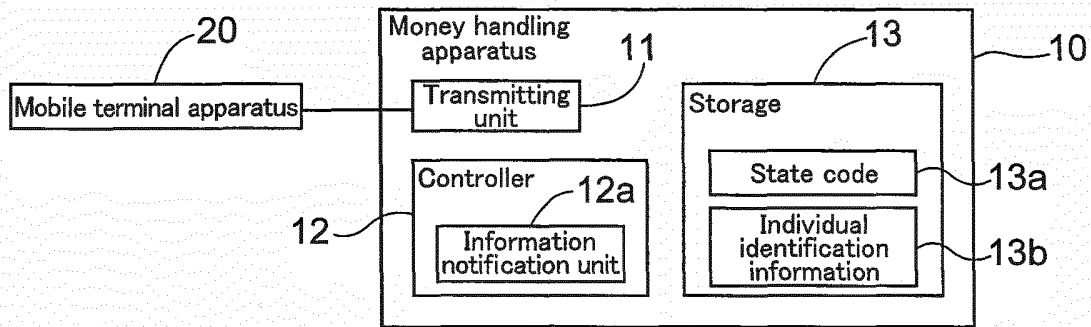 20
Money handling
apparatus
11
13
10
Mobile terminal apparatus
Transmitting
unit
Storage
Controller
12a
State code
13a
12
Information
notification unit
Individual
identification
information
13b